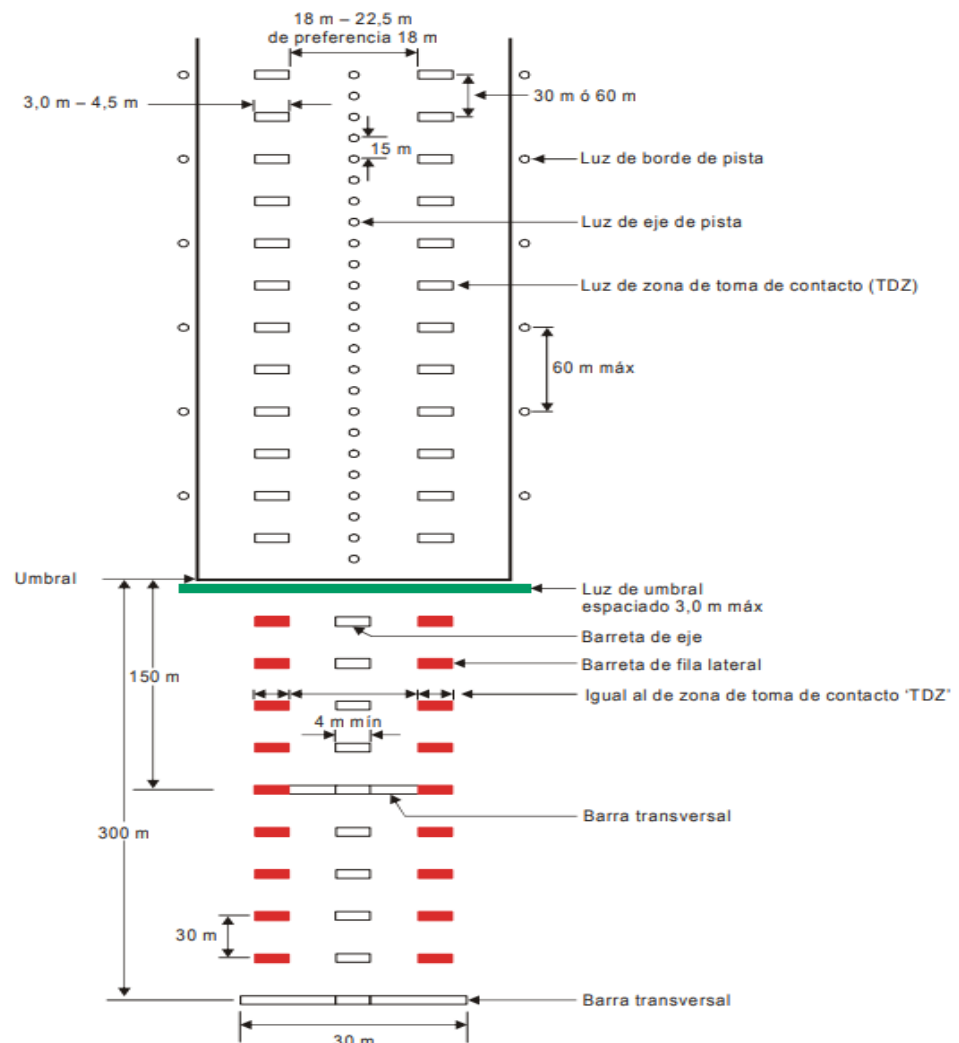 18 m – 22,5 m
de preferencia 18 m
3,0 m – 4,5 m
30 m ó 60 m
15 m
Luz de borde de pista
Luz de eje de pista
Luz de zona de toma de contacto (TDZ)
60 m máx
Umbral
Luz de umbral
espaciado 3,0 m máx
Barreta de eje
Barreta de fila lateral
150 m
Igual al de zona de toma de contacto ‘TDZ’
4 m mín
Barra transversal
300 m
30 m
Barra transversal
30 m